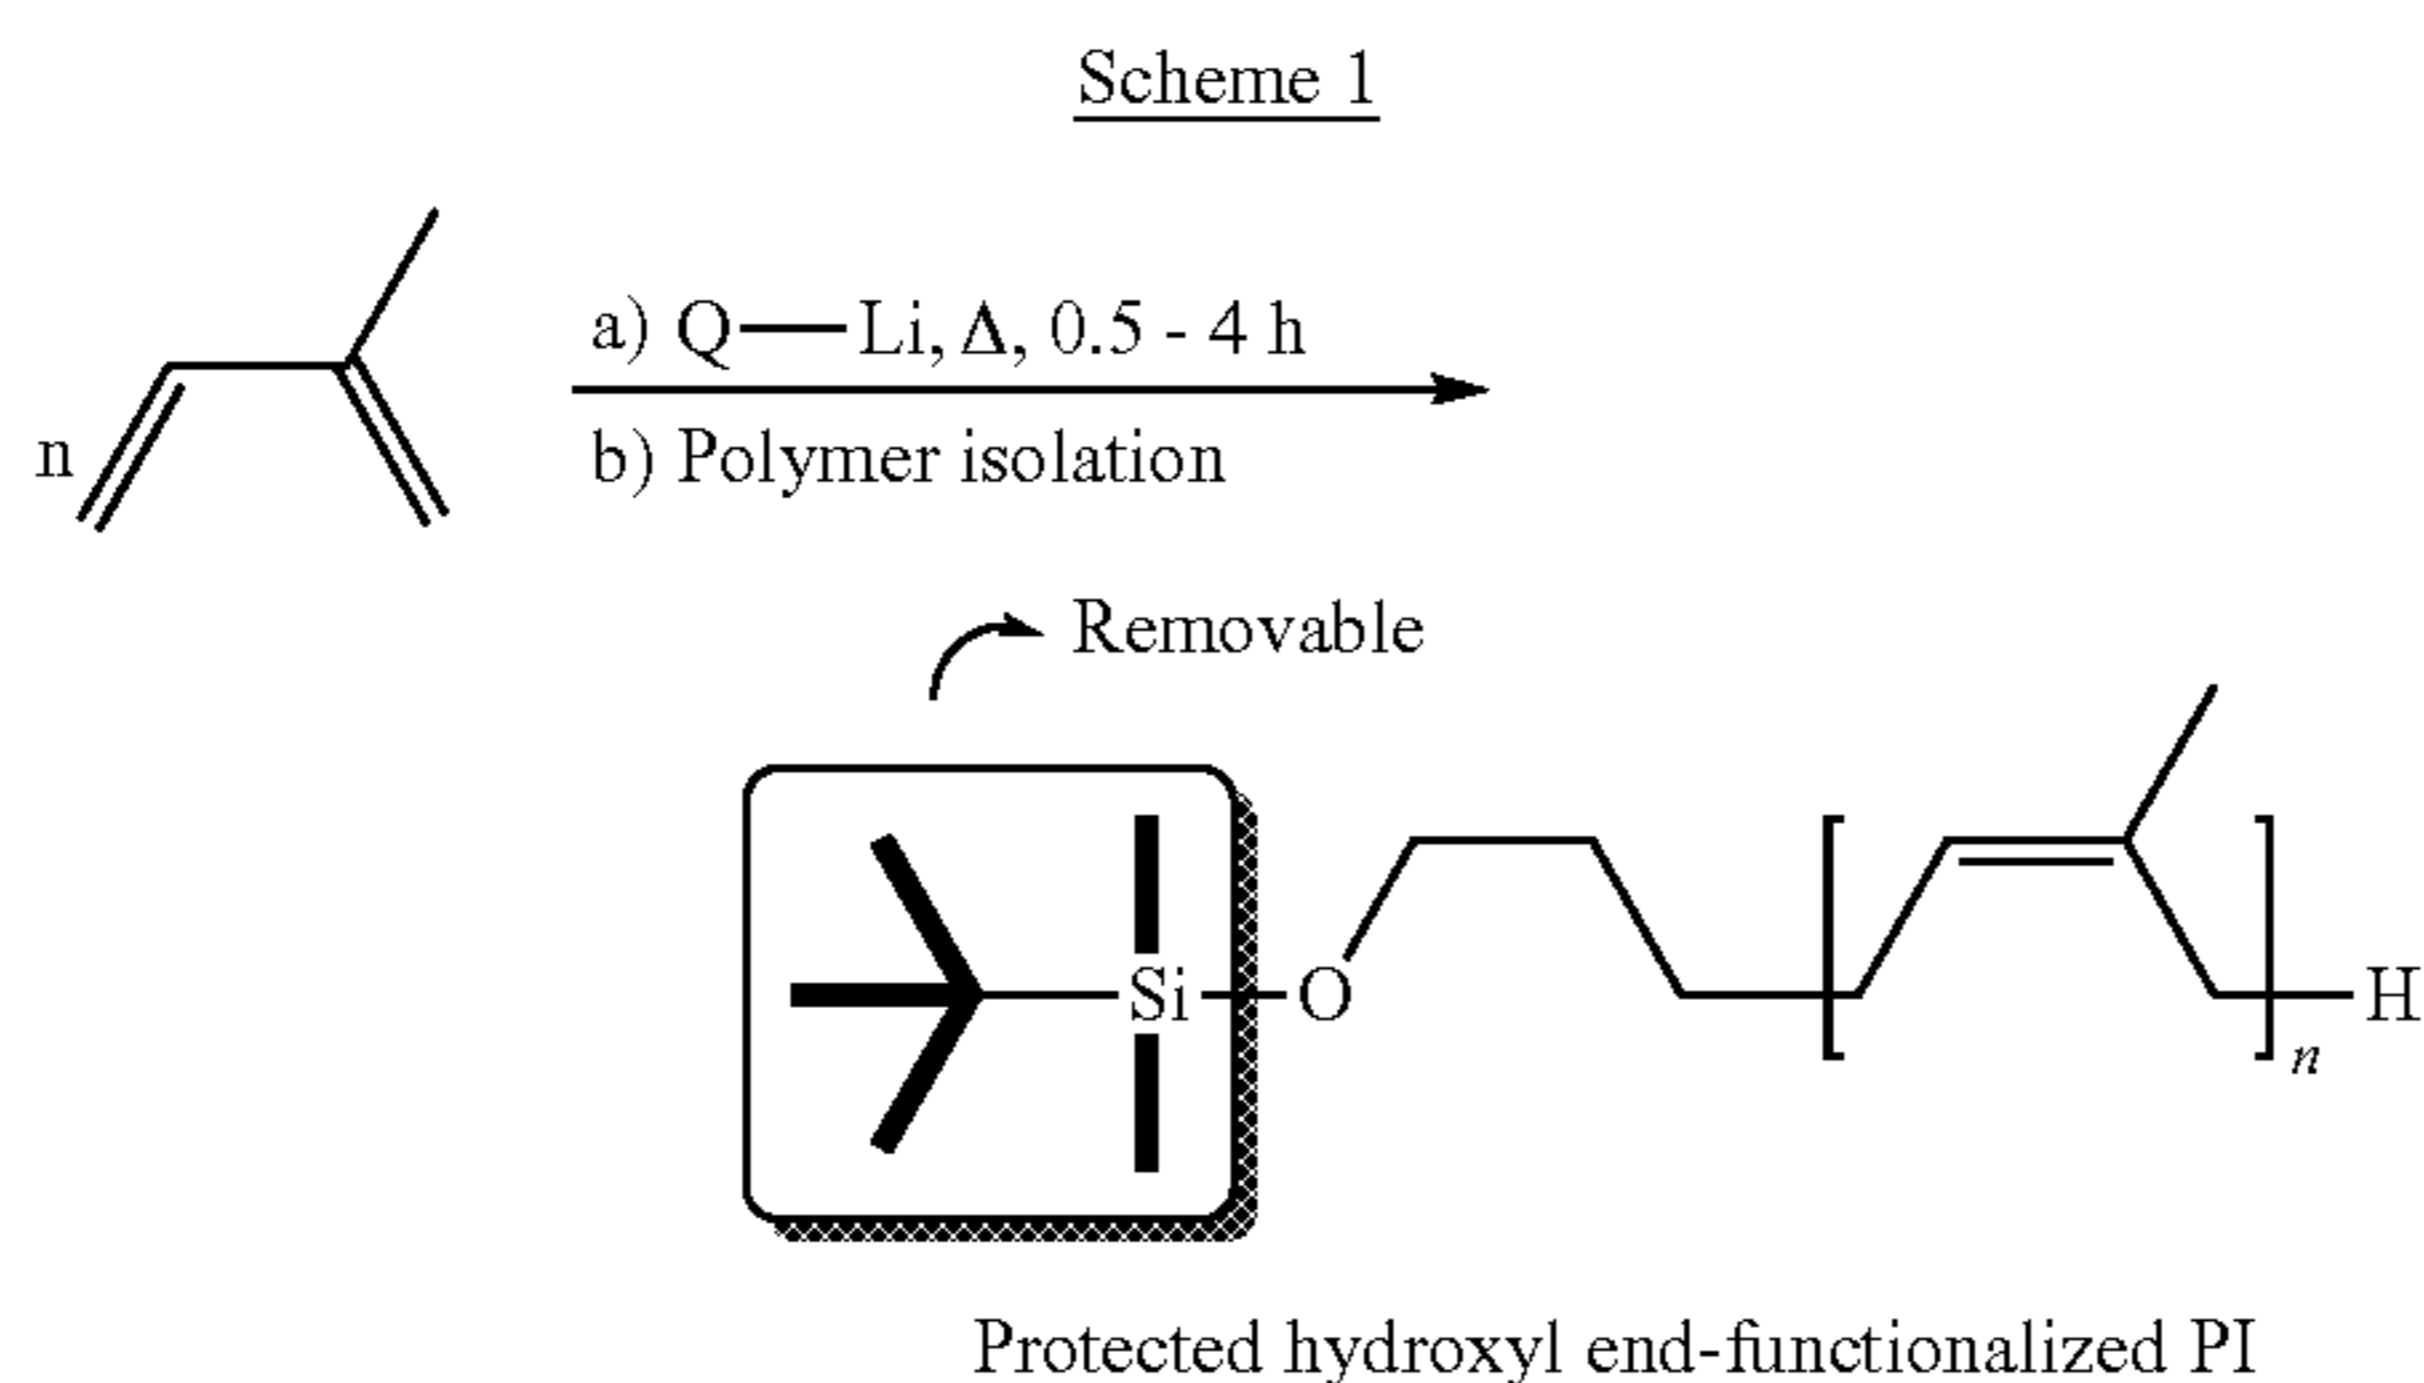 Scheme 1
a) Q—Li, Δ, 0.5 - 4 h
b) Polymer isolation
n
Removable
Si
O
H
n
Protected hydroxyl end-functionalized PI